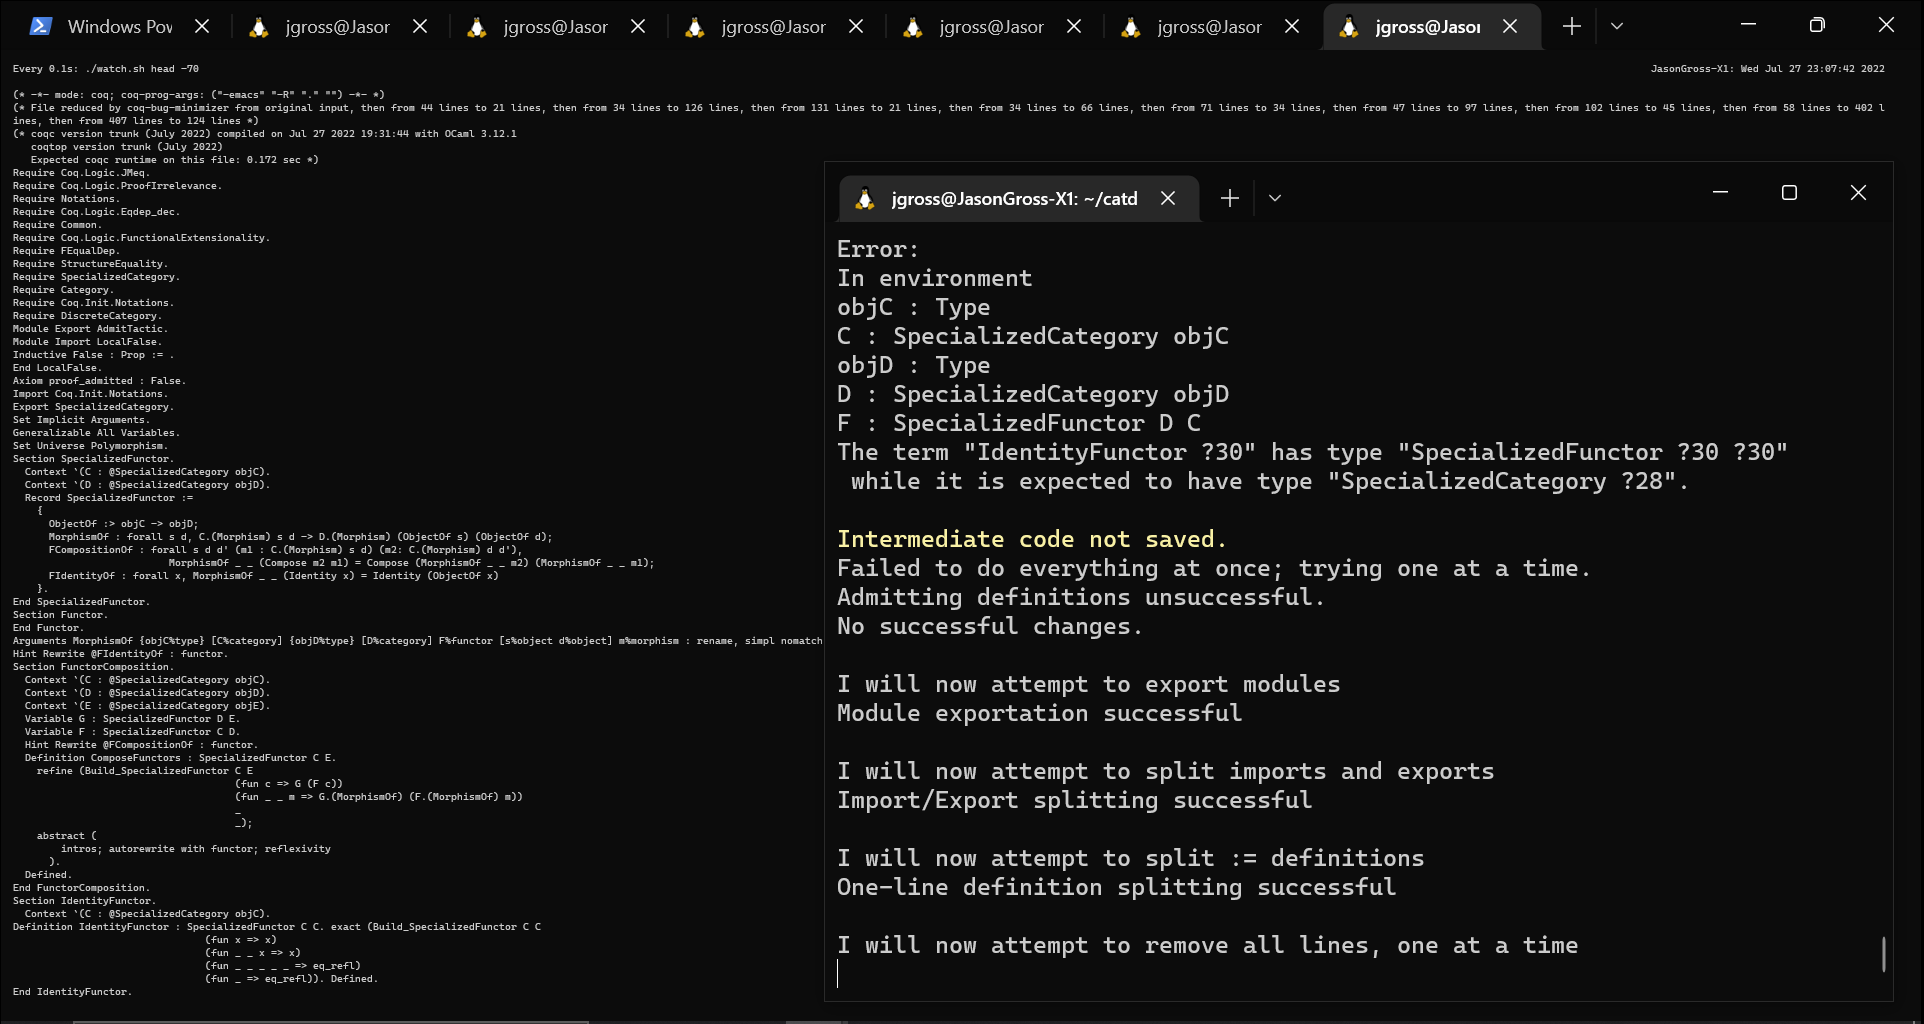 Windows Pov
jgross@Jasor
jgross@Jasor
jgross@Jasor
jgross@Jasor
jgross@Jasor
jgross@Jasor
Every 0.1s: ./watch.sh head -70
JasonGross-X1: Wed Jul 27 23:07:42 2022
(* -*- mode: coq; coq-prog-args: ("-emacs" "-R" "." "") -*- *)
(* File reduced by coq-bug-minimizer from original input, then from 44 lines to 21 lines, then from 34 lines to 126 lines, then from 131 lines to 21 lines, then from 34 lines to 66 lines, then from 71 lines to 34 lines, then from 47 lines to 97 lines, then from 102 lines to 45 lines, then from 58 lines to 402 l
ines, then from 407 lines to 124 lines *)
(* coqc version trunk (July 2022) compiled on Jul 27 2022 19:31:44 with OCaml 3.12.1
coqtop version trunk (July 2022)
Expected coqc runtime on this file: 0.172 sec *)
Require Coq.Logic.JMeq.
Require Coq.Logic.ProofIrrelevance.
Require Notations.
Require Coq.Logic.Eqdep_dec.
Require Common.
Require Coq.Logic.FunctionalExtensionality.
Require FEqualDep.
Require StructureEquality.
Require SpecializedCategory.
Require Category.
Require Coq.Init.Notations.
Require DiscreteCategory.
Module Export AdmitTactic.
Module Import LocalFalse.
Inductive False : Prop := .
End LocalFalse.
Axiom proof_admitted : False.
Import Coq.Init.Notations.
Export SpecializedCategory.
Set Implicit Arguments.
Generalizable All Variables.
Set Universe Polymorphism.
Section SpecializedFunctor.
Context `(C : @SpecializedCategory objC).
Context `(D : @SpecializedCategory objD).
Record SpecializedFunctor :=
{
ObjectOf :> objC -> objD;
MorphismOf : forall s d, C.(Morphism) s d -> D.(Morphism) (ObjectOf s) (ObjectOf d);
FCompositionOf : forall s d d' (m1 : C.(Morphism) s d) (m2: C.(Morphism) d d'),
MorphismOf _ _ (Compose m2 m1) = Compose (MorphismOf _ _ m2) (MorphismOf _ _ m1);
FIdentityOf : forall x, MorphismOf _ _ (Identity x) = Identity (ObjectOf x)
}.
End SpecializedFunctor.
Section Functor.
End Functor.
Arguments MorphismOf {objC%type} [C%category] {objD%type} [D%category] F%functor [s%object d%object] m%morphism : rename, simpl nomatch
Hint Rewrite @FIdentityOf : functor.
Section FunctorComposition.
Context `(C : @SpecializedCategory objC).
Context `(D : @SpecializedCategory objD).
Context `(E : @SpecializedCategory objE).
Variable G : SpecializedFunctor D E.
Variable F : SpecializedFunctor C D.
Hint Rewrite @FCompositionOf : functor.
Definition ComposeFunctors : SpecializedFunctor C E.
refine (Build_SpecializedFunctor C E
(fun c => G (F c))
(fun _ _ m => G.(MorphismOf) (F.(MorphismOf) m))
_
_);
abstract (
intros; autorewrite with functor; reflexivity
).
Defined.
End FunctorComposition.
Section IdentityFunctor.
Context `(C : @SpecializedCategory objC).
Definition IdentityFunctor : SpecializedFunctor C C. exact (Build_SpecializedFunctor C C
(fun x => x)
(fun _ _ x => x)
(fun _ _ _ _ _ => eq_refl)
(fun _ => eq_refl)). Defined.
End IdentityFunctor.
jgross@JasonGross-X1: ~/catd
Error:
In environment
objC : Type
C : SpecializedCategory objC
objD : Type
D : SpecializedCategory objD
F : SpecializedFunctor D C
The term "IdentityFunctor ?30" has type "SpecializedFunctor ?30 ?30"
while it is expected to have type "SpecializedCategory ?28".
Intermediate code not saved.
Failed to do everything at once; trying one at a time.
Admitting definitions unsuccessful.
No successful changes.
I will now attempt to export modules
Module exportation successful
I will now attempt to split imports and exports
Import/Export splitting successful
I will now attempt to split := definitions
One-line definition splitting successful
I will now attempt to remove all lines, one at a time